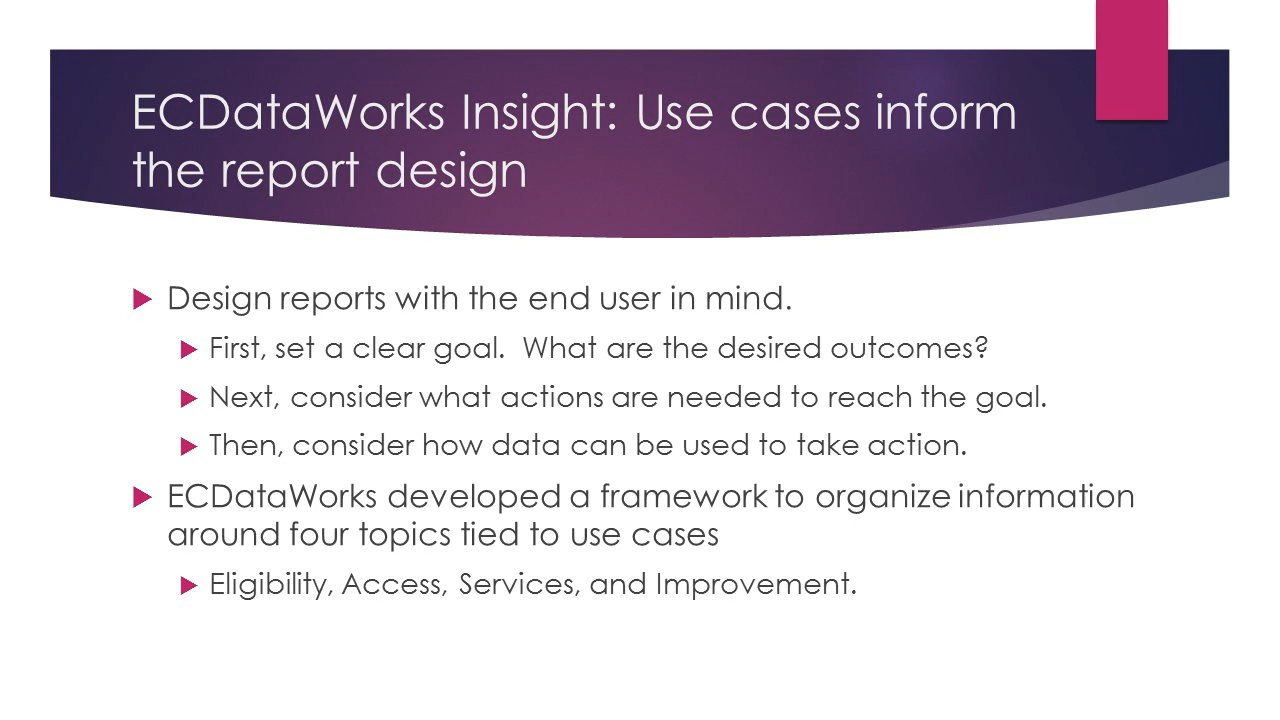 ECDataWorks Insight: Use cases inform
the report design
Design reports with the end user in mind.
First, set a clear goal.  What are the desired outcomes?
Next, consider what actions are needed to reach the goal.
Then, consider how data can be used to take action.
ECDataWorks developed a framework to organize information
around four topics tied to use cases
Eligibility, Access, Services, and Improvement.